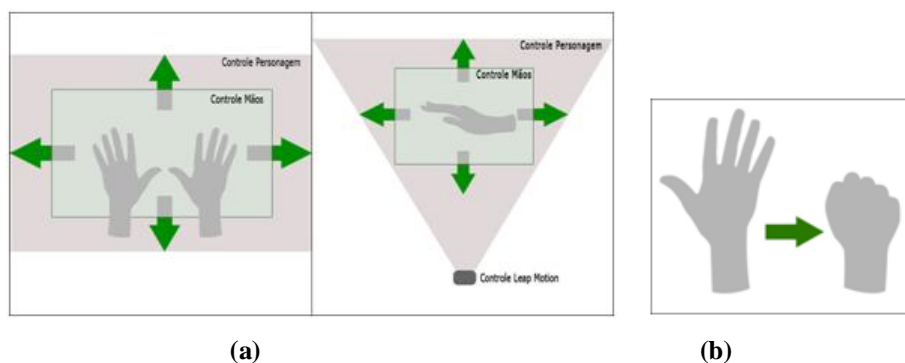 Controle Personagem
Controle Mãos
Controle Personagem
Controle Mãos
Controle Leap Motion
(a)
(b)